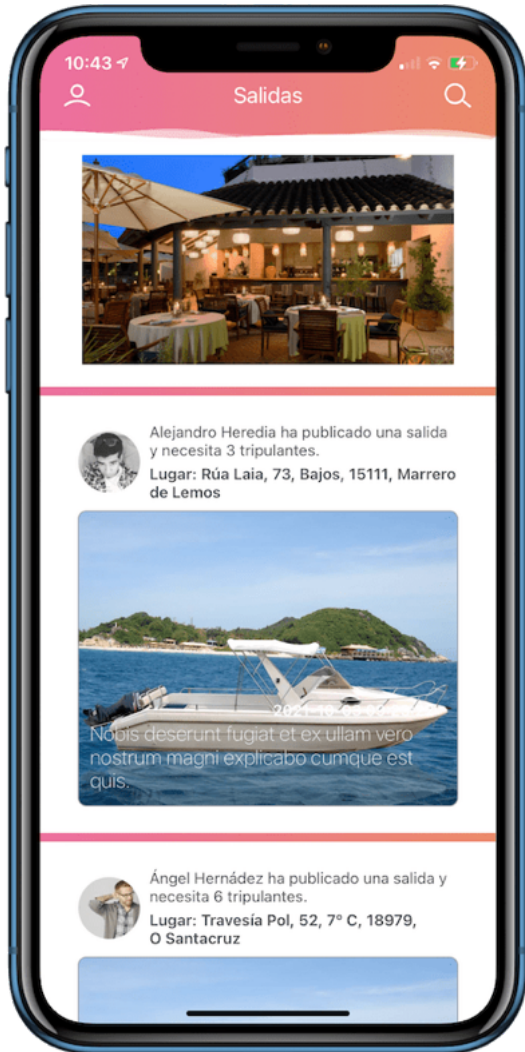 10:43
Salidas
Alejandro Heredia ha publicado una salida
y necesita 3 tripulantes.
Lugar: Rúa Laia, 73, Bajos, 15111, Marrero
de Lemos
Nobis deserunt fugiat et ex ullam vero
nostrum magni explicabo cumque est
quis.
Ángel Hernádez ha publicado una salida y
necesita 6 tripulantes.
Lugar: Travesía Pol, 52, 7º C, 18979,
O Santacruz